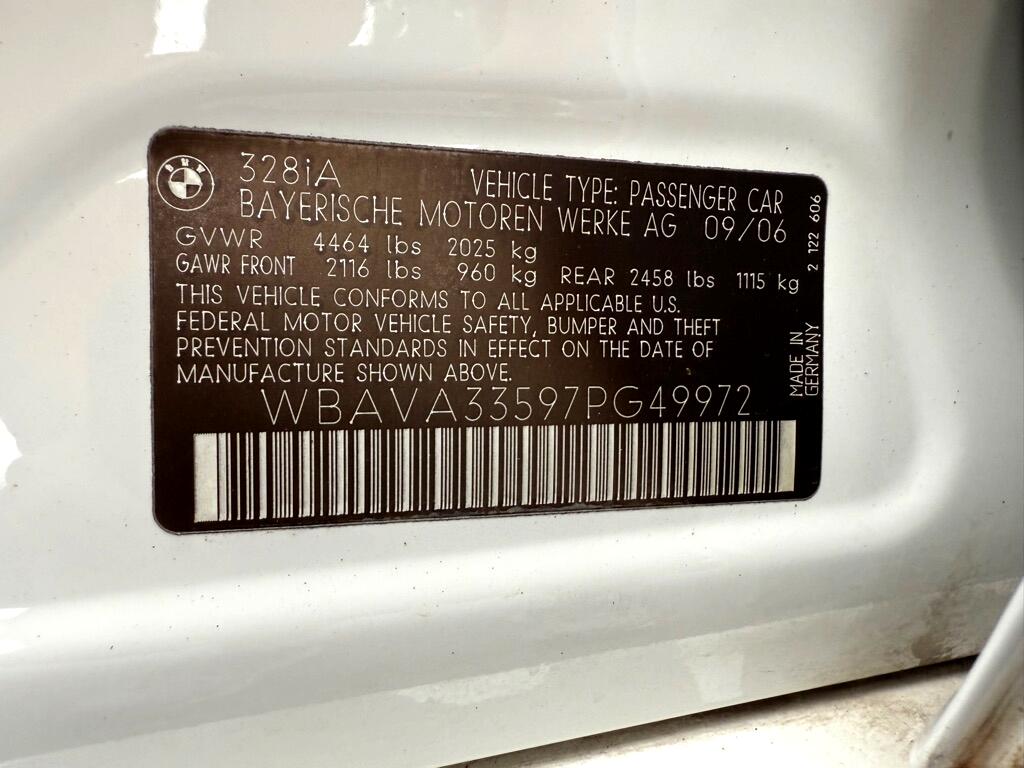 BMW
328iA
VEHICLE TYPE: PASSENGER CAR
BAYERISCHE MOTOREN WERKE AG 09/06
GVWR 4464 lbs 2025 kg
GAWR FRONT 2116 lbs 960 kg REAR 2458 lbs 1115 kg
THIS VEHICLE CONFORMS TO ALL APPLICABLE U.S.
FEDERAL MOTOR VEHICLE SAFETY, BUMPER AND THEFT
PREVENTION STANDARDS IN EFFECT ON THE DATE OF
MANUFACTURE SHOWN ABOVE.
WBAVA33597PG49972
MADE IN
GERMANY
2 122 606